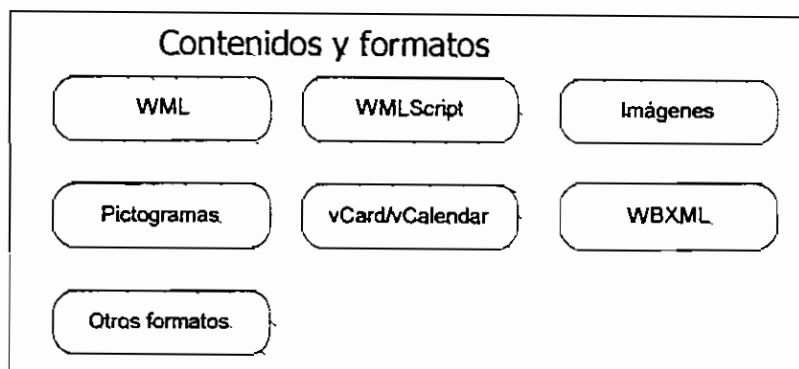 Contenidos y formatos
WML
WMLScript
Imágenes
Pictogramas
vCard/vCalendar
WBXML
Otros formatos